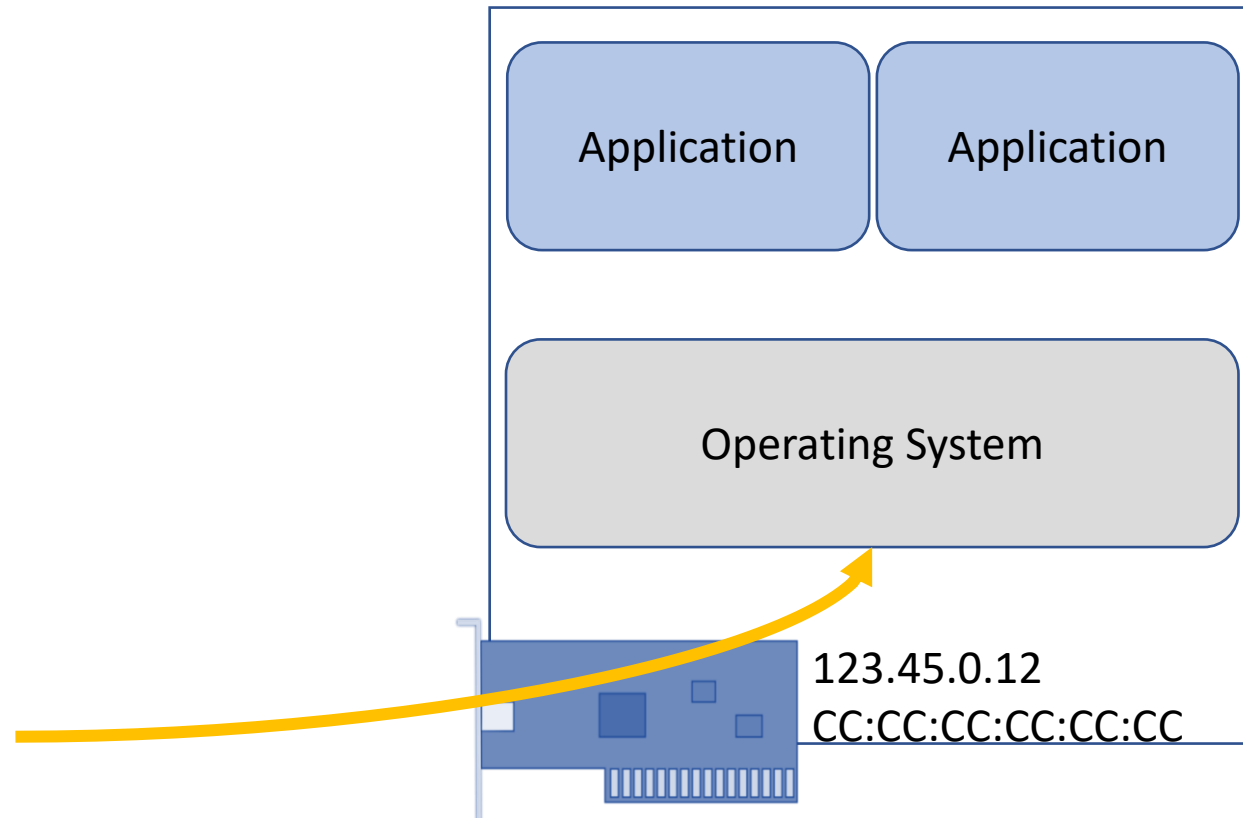 Application
Application
Operating System
123.45.0.12
CC:CC:CC:CC:CC:CC